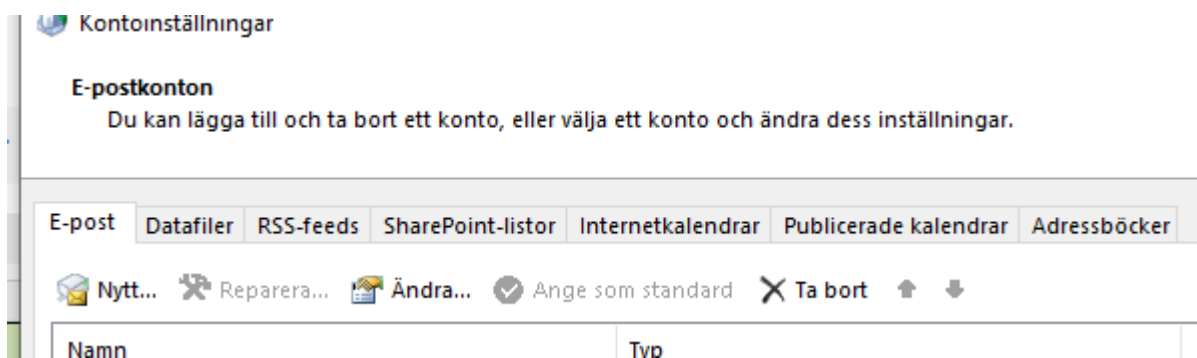 Kontoinställningar
E-postkonton
Du kan lägga till och ta bort ett konto, eller välja ett konto och ändra dess inställningar.
E-post Datafiler RSS-feeds SharePoint-listor Internetkalendrar Publicerade kalendrar Adressböcker
Nytt... Reparera... Ändra... Ange som standard Ta bort
Namn Typ